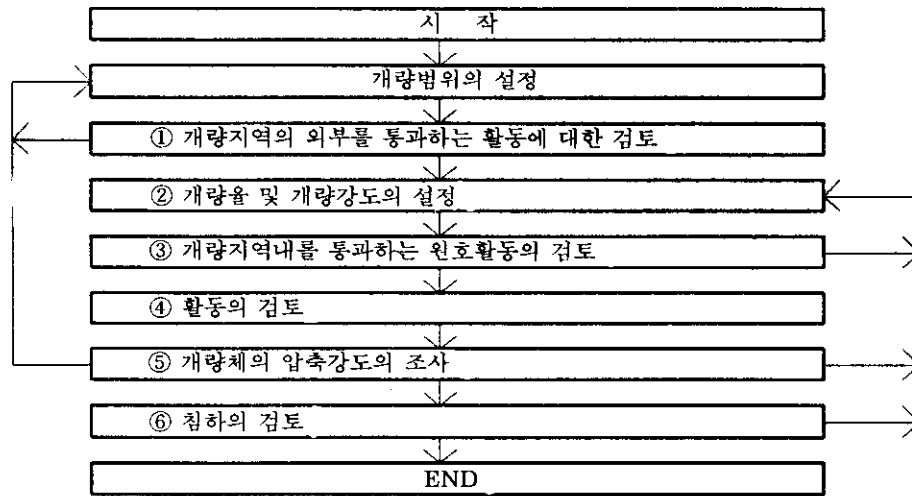 시 작
개량범위의 설정
① 개량지역의 외부를 통과하는 활동에 대한 검토
② 개량율 및 개량강도의 설정
③ 개량지역내를 통과하는 원호활동의 검토
④ 활동의 검토
⑤ 개량체의 압축강도의 조사
⑥ 침하의 검토
END